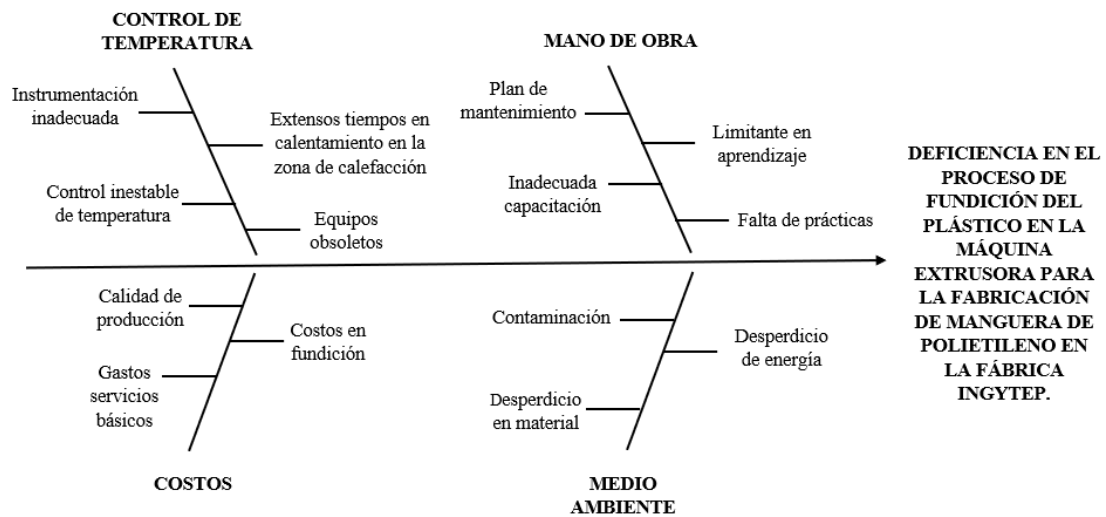 CONTROL DE
TEMPERATURA
Instrumentación
inadecuada
Extensos tiempos en
calentamiento en la
zona de calefacción
Control inestable
de temperatura
Equipos
obsoletos
MANO DE OBRA
Plan de
mantenimiento
Limitante en
aprendizaje
Inadecuada
capacitación
Falta de prácticas
Calidad de
producción
Costos en
fundición
Gastos
servicios
básicos
COSTOS
Contaminación
Desperdicio
de energía
Desperdicio
en material
MEDIO
AMBIENTE
DEFICIENCIA EN EL
PROCESO DE
FUNDICIÓN DEL
PLÁSTICO EN LA
MÁQUINA
EXTRUSORA PARA
LA FABRICACIÓN
DE MANGUERA DE
POLIETILENO EN
LA FÁBRICA
INGYTEP.